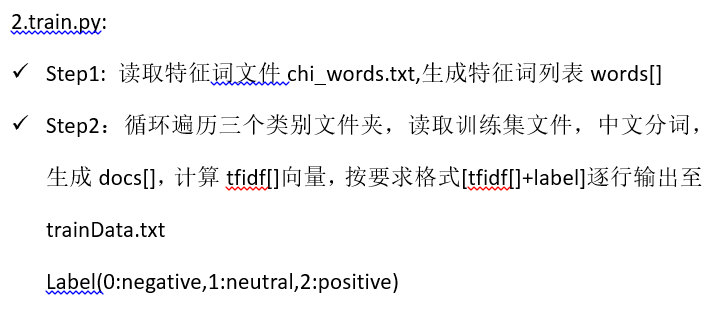 2.train.py:
✓ Step1: 读取特征词文件 chi_words.txt,生成特征词列表 words[]
✓ Step2：循环遍历三个类别文件夹，读取训练集文件，中文分词，
生成 docs[]，计算 tfidf[]向量，按要求格式[tfidf[]+label]逐行输出至
trainData.txt
Label(0:negative,1:neutral,2:positive)